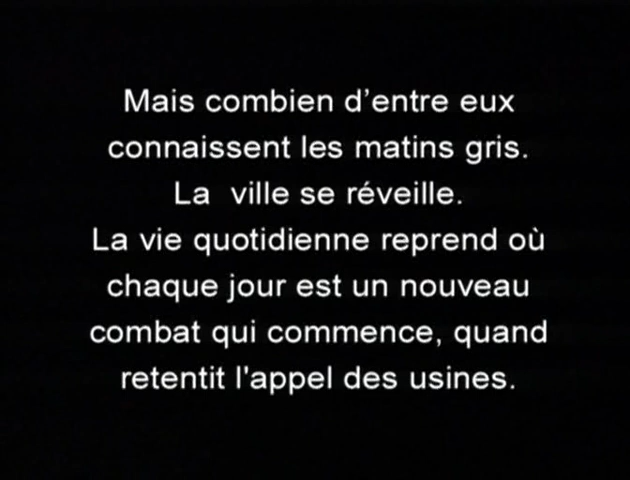 Mais combien d’entre eux
connaissent les matins gris.
La  ville se réveille.
La vie quotidienne reprend où
chaque jour est un nouveau
combat qui commence, quand
retentit l'appel des usines.